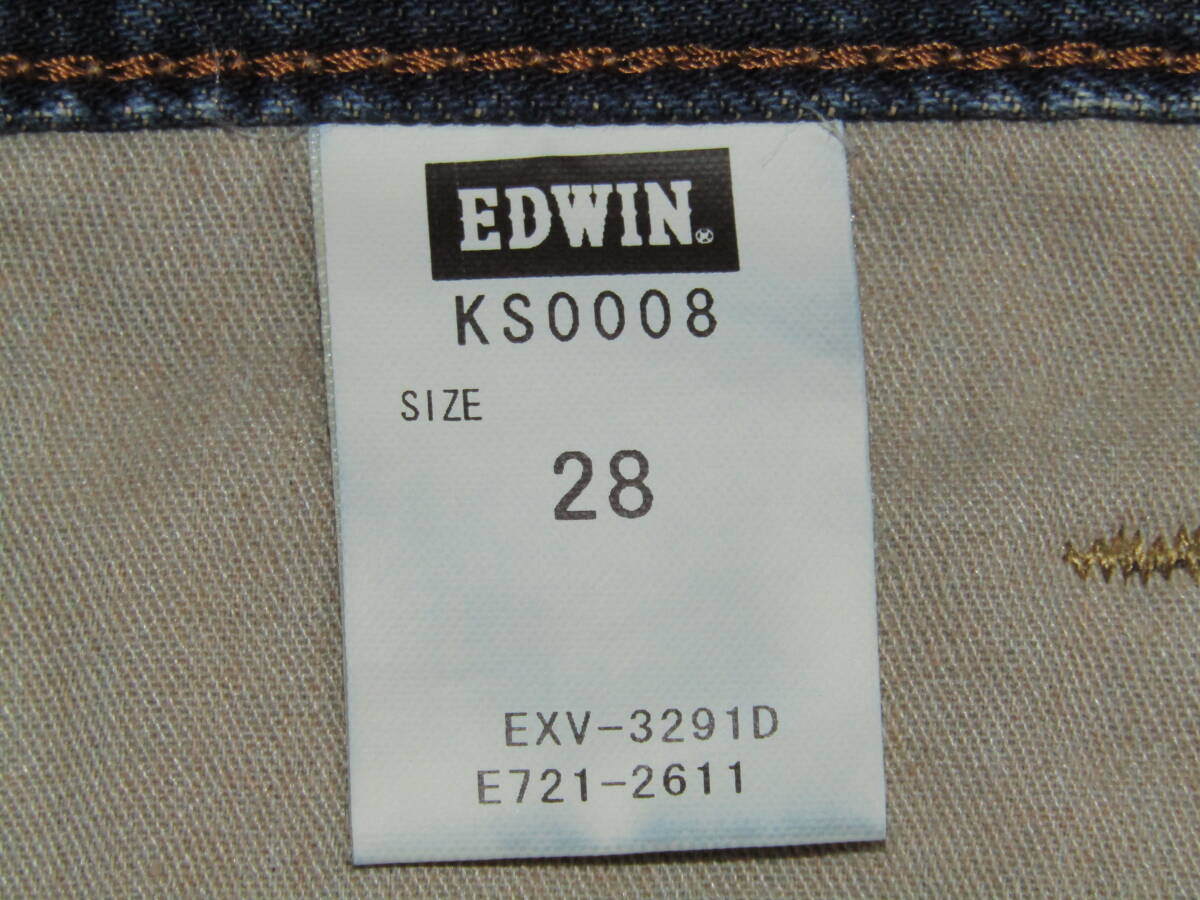 EDWIN®
KS0008
SIZE
28
EXV-3291D
E721-2611